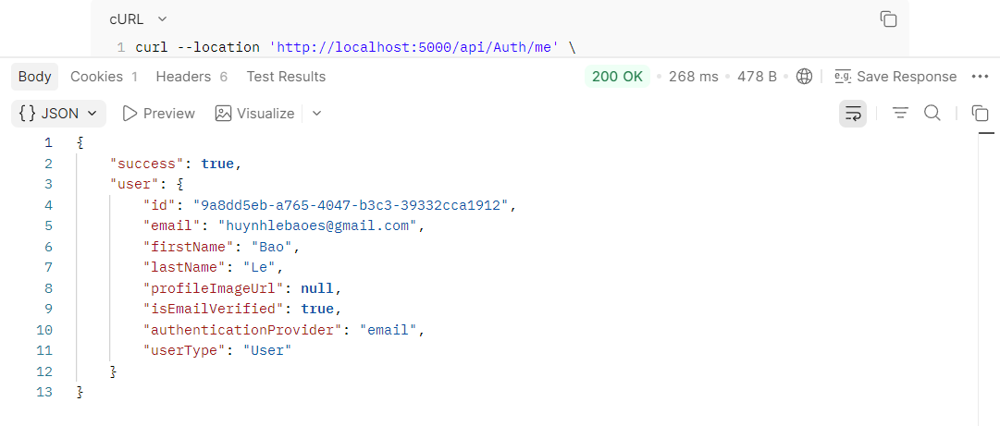 cURL
1 curl --location 'http://localhost:5000/api/Auth/me' \
Body Cookies 1 Headers 6 Test Results 200 OK • 268 ms • 478 B • e.g. Save Response •••
{} JSON Preview Visualize
1 {
2 "success": true,
3 "user": {
4 "id": "9a8dd5eb-a765-4047-b3c3-39332cca1912",
5 "email": "huynhlebaoes@gmail.com",
6 "firstName": "Bao",
7 "lastName": "Le",
8 "profileImageUrl": null,
9 "isEmailVerified": true,
10 "authenticationProvider": "email",
11 "userType": "User"
12 }
13 }